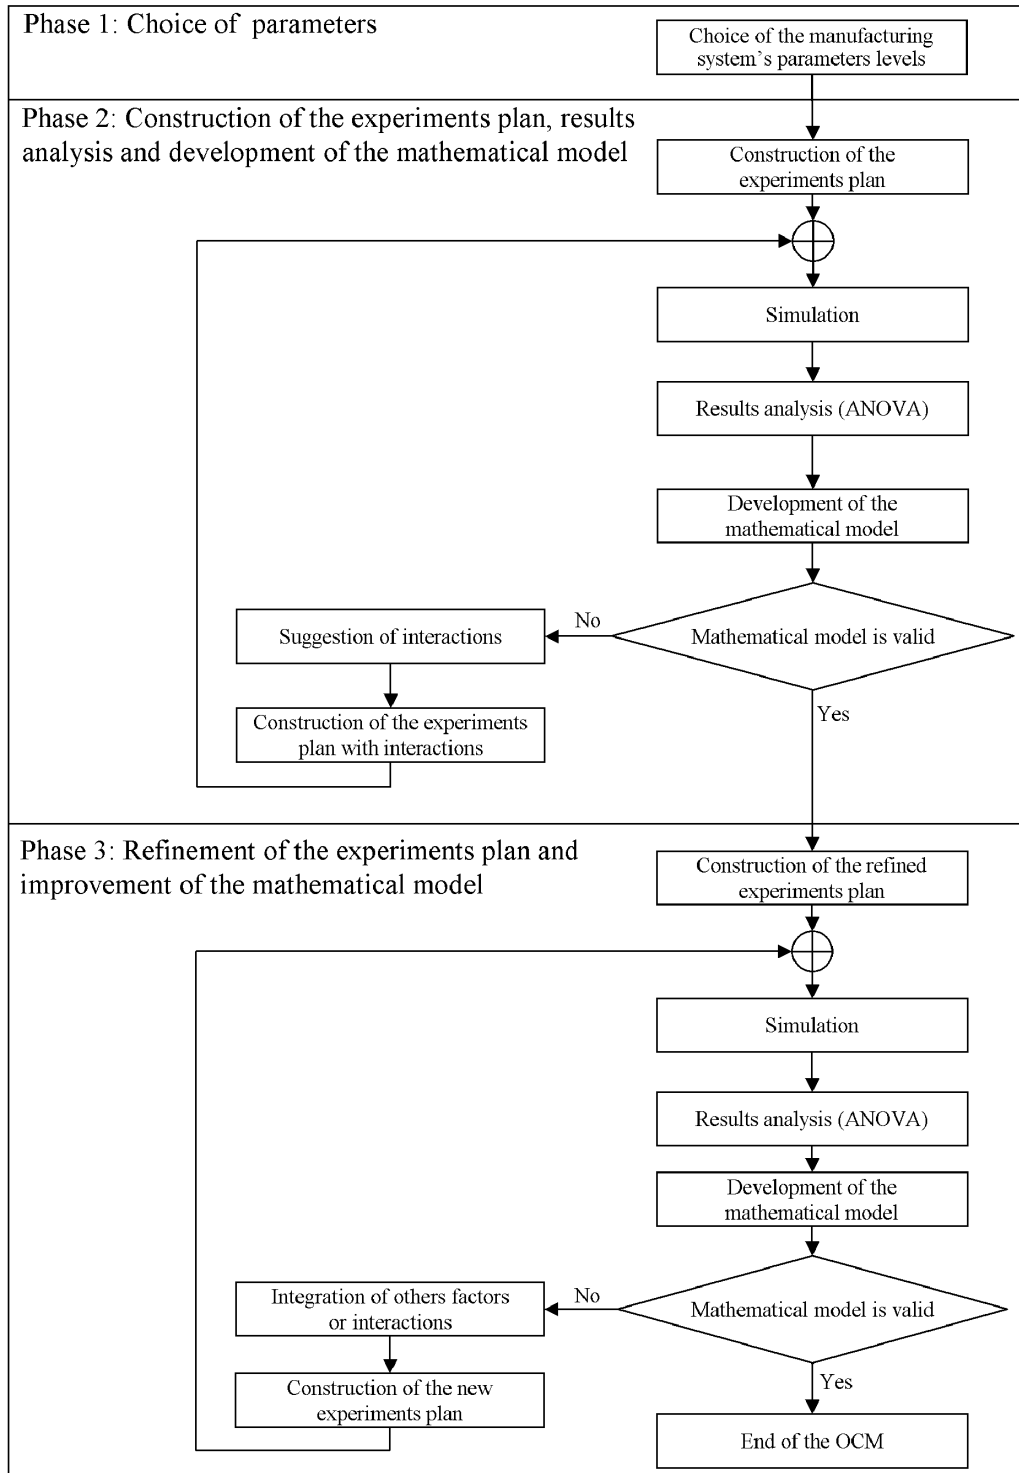 Phase 1: Choice of parameters
Choice of the manufacturing
system's parameters levels
Phase 2: Construction of the experiments plan, results
analysis and development of the mathematical model
Construction of the
experiments plan
Simulation
Results analysis (ANOVA)
Development of the
mathematical model
Mathematical model is valid
No
Suggestion of interactions
Construction of the experiments
plan with interactions
Yes
Phase 3: Refinement of the experiments plan and
improvement of the mathematical model
Construction of the refined
experiments plan
Simulation
Results analysis (ANOVA)
Development of the
mathematical model
Mathematical model is valid
No
Integration of others factors
or interactions
Construction of the new
experiments plan
Yes
End of the OCM